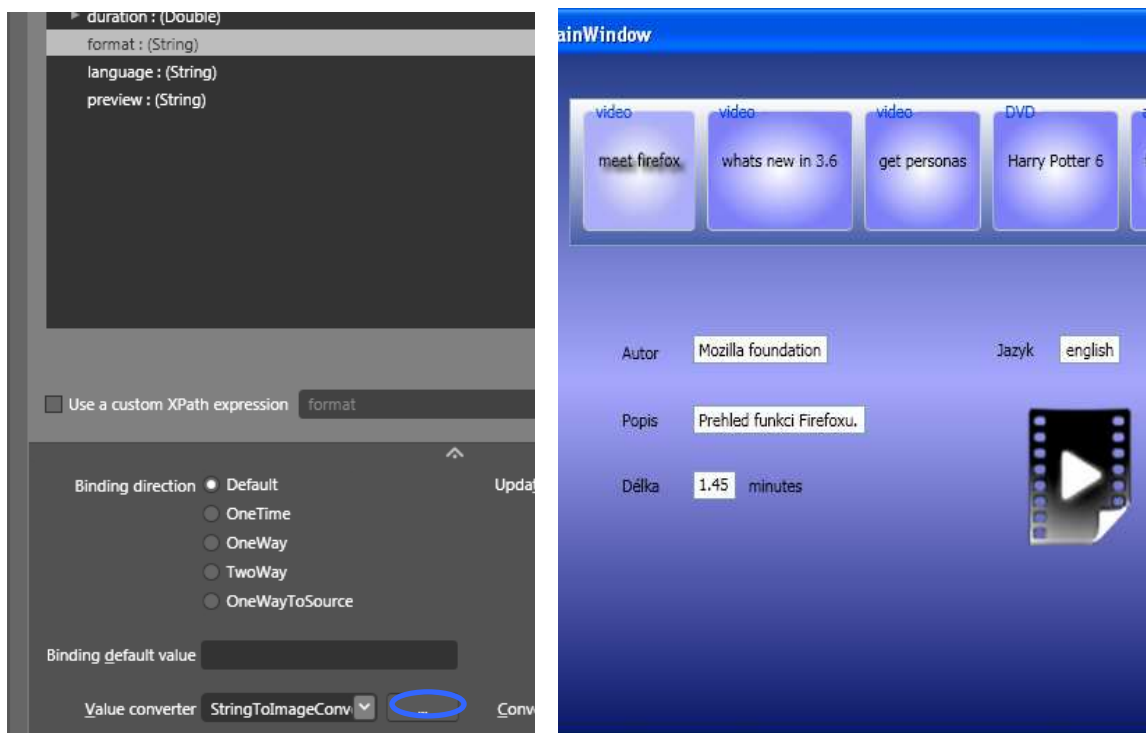 duration : (Double)
format : (String)
language : (String)
preview : (String)
Use a custom XPath expression format
Binding direction Default
OneTime
OneWay
TwoWay
OneWayToSource
Binding default value
Value converter StringToImageConv ...
ainWindow
video video video DVD
meet firefox whats new in 3.6 get personas Harry Potter 6
Autor Mozilla foundation Jazyk english
Popis Prehled funkci Firefoxu.
Délka 1.45 minutes